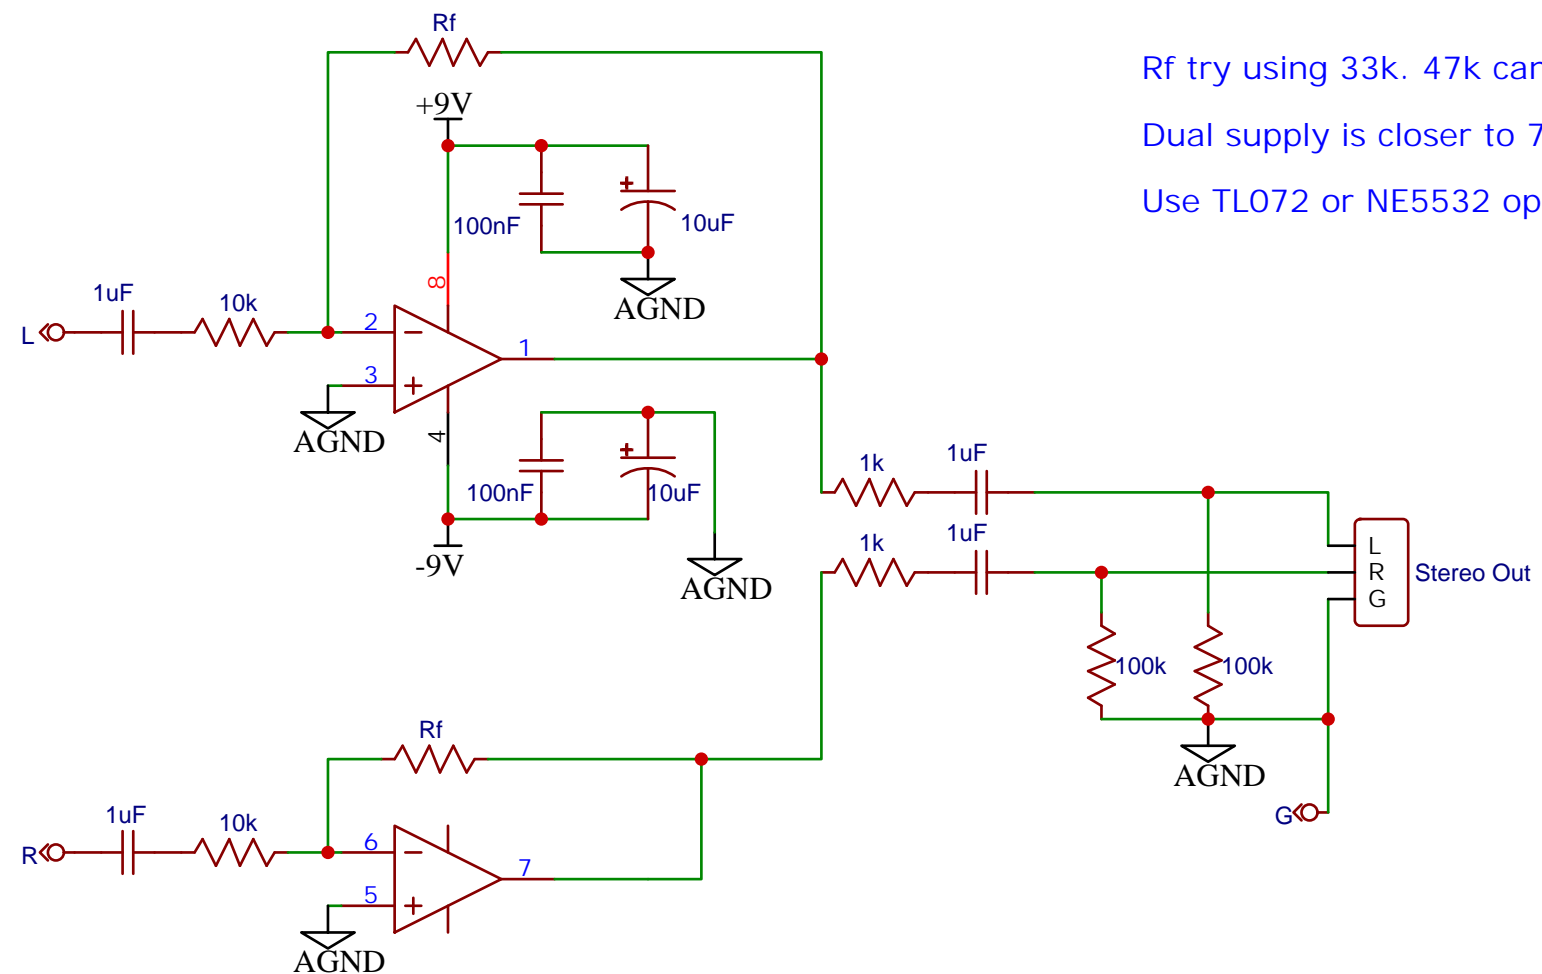 Rf
Rf try using 33k. 47k can
Dual supply is closer to 7
Use TL072 or NE5532 op
+9V
100nF
10uF
8
AGND
1uF
10k
L
2
3
1
AGND
4
100nF
10uF
-9V
AGND
1k
1uF
1k
1uF
L
R
G
Stereo Out
100k
100k
AGND
G
Rf
1uF
10k
R
6
5
7
AGND